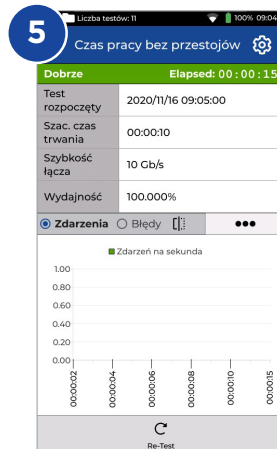 5
Liczba testów: 11 100% 09:04
Czas pracy bez przestojów
Dobrze Elapsed: 00:00:15
Test rozpoczęty 2020/11/16 09:05:00
Szac. czas trwania 00:00:10
Szybkość łącza 10 Gb/s
Wydajność 100.000%
Zdarzenia Błędy
Zdarzeń na sekunda
1.00
0.80
0.60
0.40
0.20
0.00
00:00:02 00:00:04 00:00:06 00:00:08 00:00:10 00:00:15
Re-Test